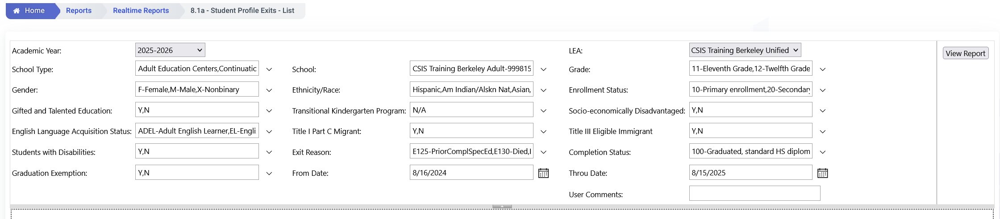 Home Reports Realtime Reports 8.1a - Student Profile Exits - List
Academic Year: 2025-2026 LEA: CSIS Training Berkeley Unified View Report
School Type: Adult Education Centers,Continuatic School: CSIS Training Berkeley Adult-999815 Grade: 11-Eleventh Grade,12-Twelfth Grade
Gender: F-Female,M-Male,X-Nonbinary Ethnicity/Race: Hispanic,Am Indian/Alskn Nat,Asian, Enrollment Status: 10-Primary enrollment,20-Secondary
Gifted and Talented Education: Y,N Transitional Kindergarten Program: N/A Socio-economically Disadvantaged: Y,N
English Language Acquisition Status: ADEL-Adult English Learner,EL-Engli Title I Part C Migrant: Y,N Title III Eligible Immigrant Y,N
Students with Disabilities: Y,N Exit Reason: E125-PriorComplSpecEd,E130-Died, Completion Status: 100-Graduated, standard HS diplom
Graduation Exemption: Y,N From Date: 8/16/2024 Throu Date: 8/15/2025
User Comments: